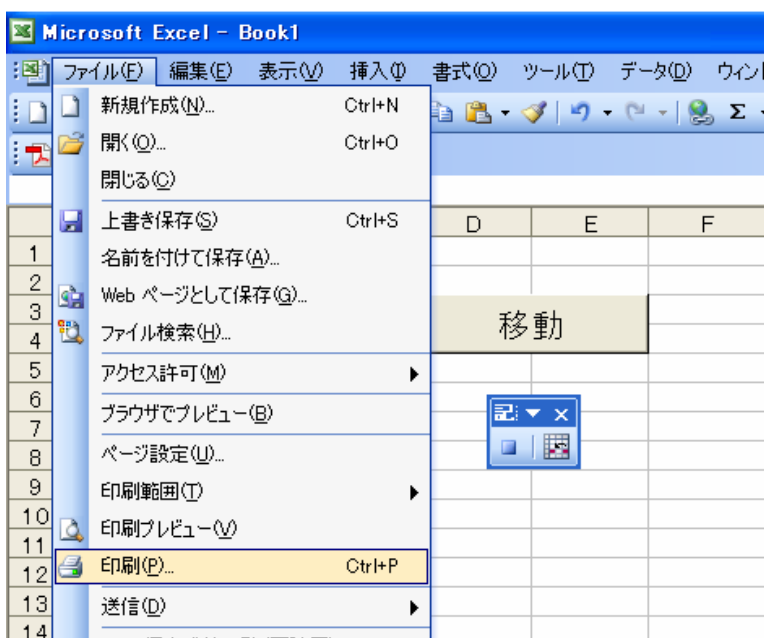 Microsoft Excel - Book1
ファイル(F) 編集(E) 表示(V) 挿入(I) 書式(O) ツール(T) データ(D) ウィンド
新規作成(N)... Ctrl+N
開く(O)... Ctrl+O
閉じる(C)
上書き保存(S) Ctrl+S
名前を付けて保存(A)...
Web ページとして保存(G)...
ファイル検索(H)...
アクセス許可(M)
ブラウザでプレビュー(B)
ページ設定(U)...
印刷範囲(T)
印刷プレビュー(V)
印刷(P)... Ctrl+P
送信(D)
Σ
D E F
1
2
3
4
5
6
7
8
9
10
11
12
13
14
移動
記